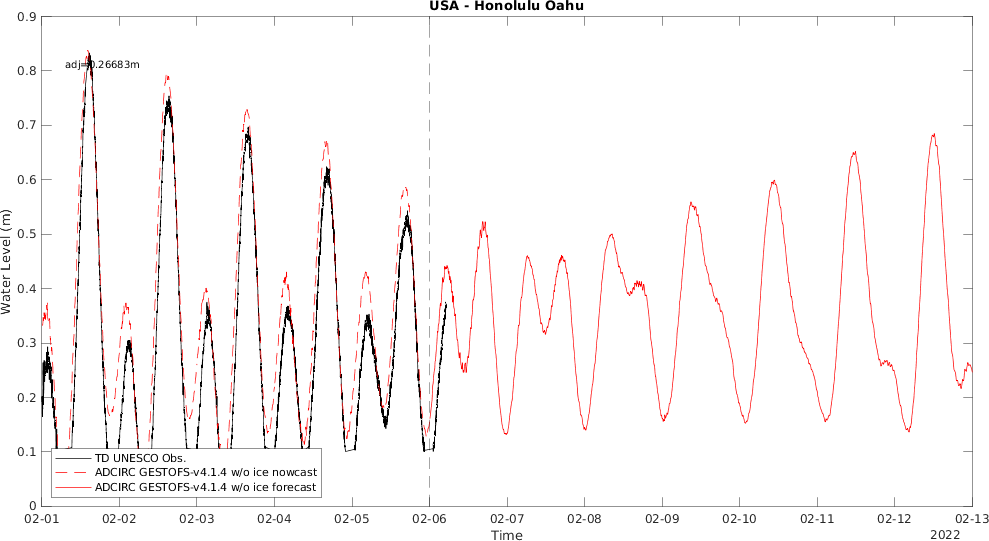 USA - Honolulu Oahu
0.9
0.8
0.7
0.6
0.5
0.4
0.3
0.2
0.1
0
Water Level (m)
adj=0.26683m
TD UNESCO Obs.
ADCIRC GESTOFS-v4.1.4 w/o ice nowcast
ADCIRC GESTOFS-v4.1.4 w/o ice forecast
02-01 02-02 02-03 02-04 02-05 02-06 02-07 02-08 02-09 02-10 02-11 02-12 02-13
Time
2022